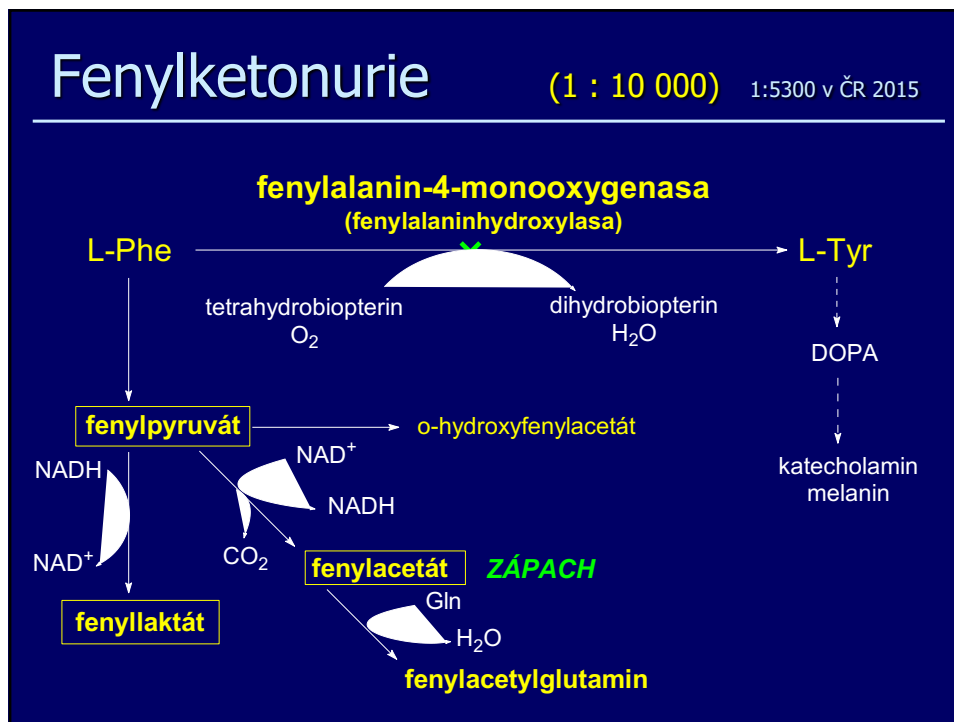 Fenylketonurie (1 : 10 000) 1:5300 v ČR 2015
fenylalanin-4-monooxygenasa
(fenylalaninhydroxylasa)
L-Phe
L-Tyr
tetrahydrobiopterin
O2
dihydrobiopterin
H2O
DOPA
katecholamin
melanin
fenylpyruvát
o-hydroxyfenylacetát
NADH
NAD+
NAD+
NADH
CO2
fenylacetát ZÁPACH
fenyllaktát
Gln
H2O
fenylacetylglutamin